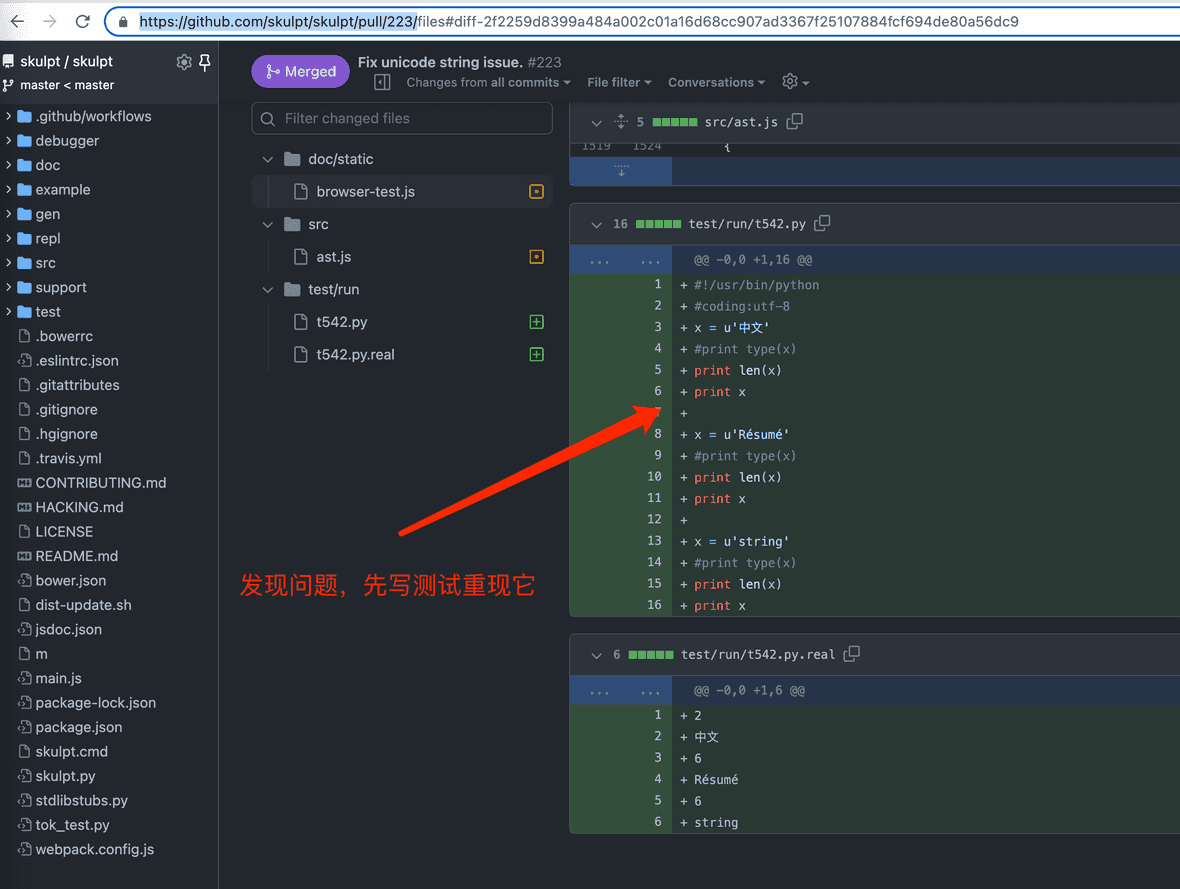 https://github.com/skulpt/skulpt/pull/223/files#diff-2f2259d8399a484a002c01a16d68cc907ad3367f25107884fcf694de80a56dc9
skulpt / skulpt
master < master
.github/workflows
debugger
doc
example
gen
repl
src
support
test
.bowerrc
.eslintrc.json
.gitattributes
.gitignore
.hgignore
.travis.yml
CONTRIBUTING.md
HACKING.md
LICENSE
README.md
bower.json
dist-update.sh
jsdoc.json
m
main.js
package-lock.json
package.json
skulpt.cmd
skulpt.py
stdlibstubs.py
tok_test.py
webpack.config.js
Merged
Fix unicode string issue. #223
Changes from all commits File filter Conversations
Filter changed files
doc/static
browser-test.js
src
ast.js
test/run
t542.py
t542.py.real
发现问题，先写测试重现它
5 src/ast.js
1519 1524 {
16 test/run/t542.py
... ... @@ -0,0 +1,16 @@
1 + #!/usr/bin/python
2 + #coding:utf-8
3 + x = u'中文'
4 + #print type(x)
5 + print len(x)
6 + print x
+
8 + x = u'Résumé'
9 + #print type(x)
10 + print len(x)
11 + print x
12 +
13 + x = u'string'
14 + #print type(x)
15 + print len(x)
16 + print x
6 test/run/t542.py.real
... ... @@ -0,0 +1,6 @@
1 + 2
2 + 中文
3 + 6
4 + Résumé
5 + 6
6 + string